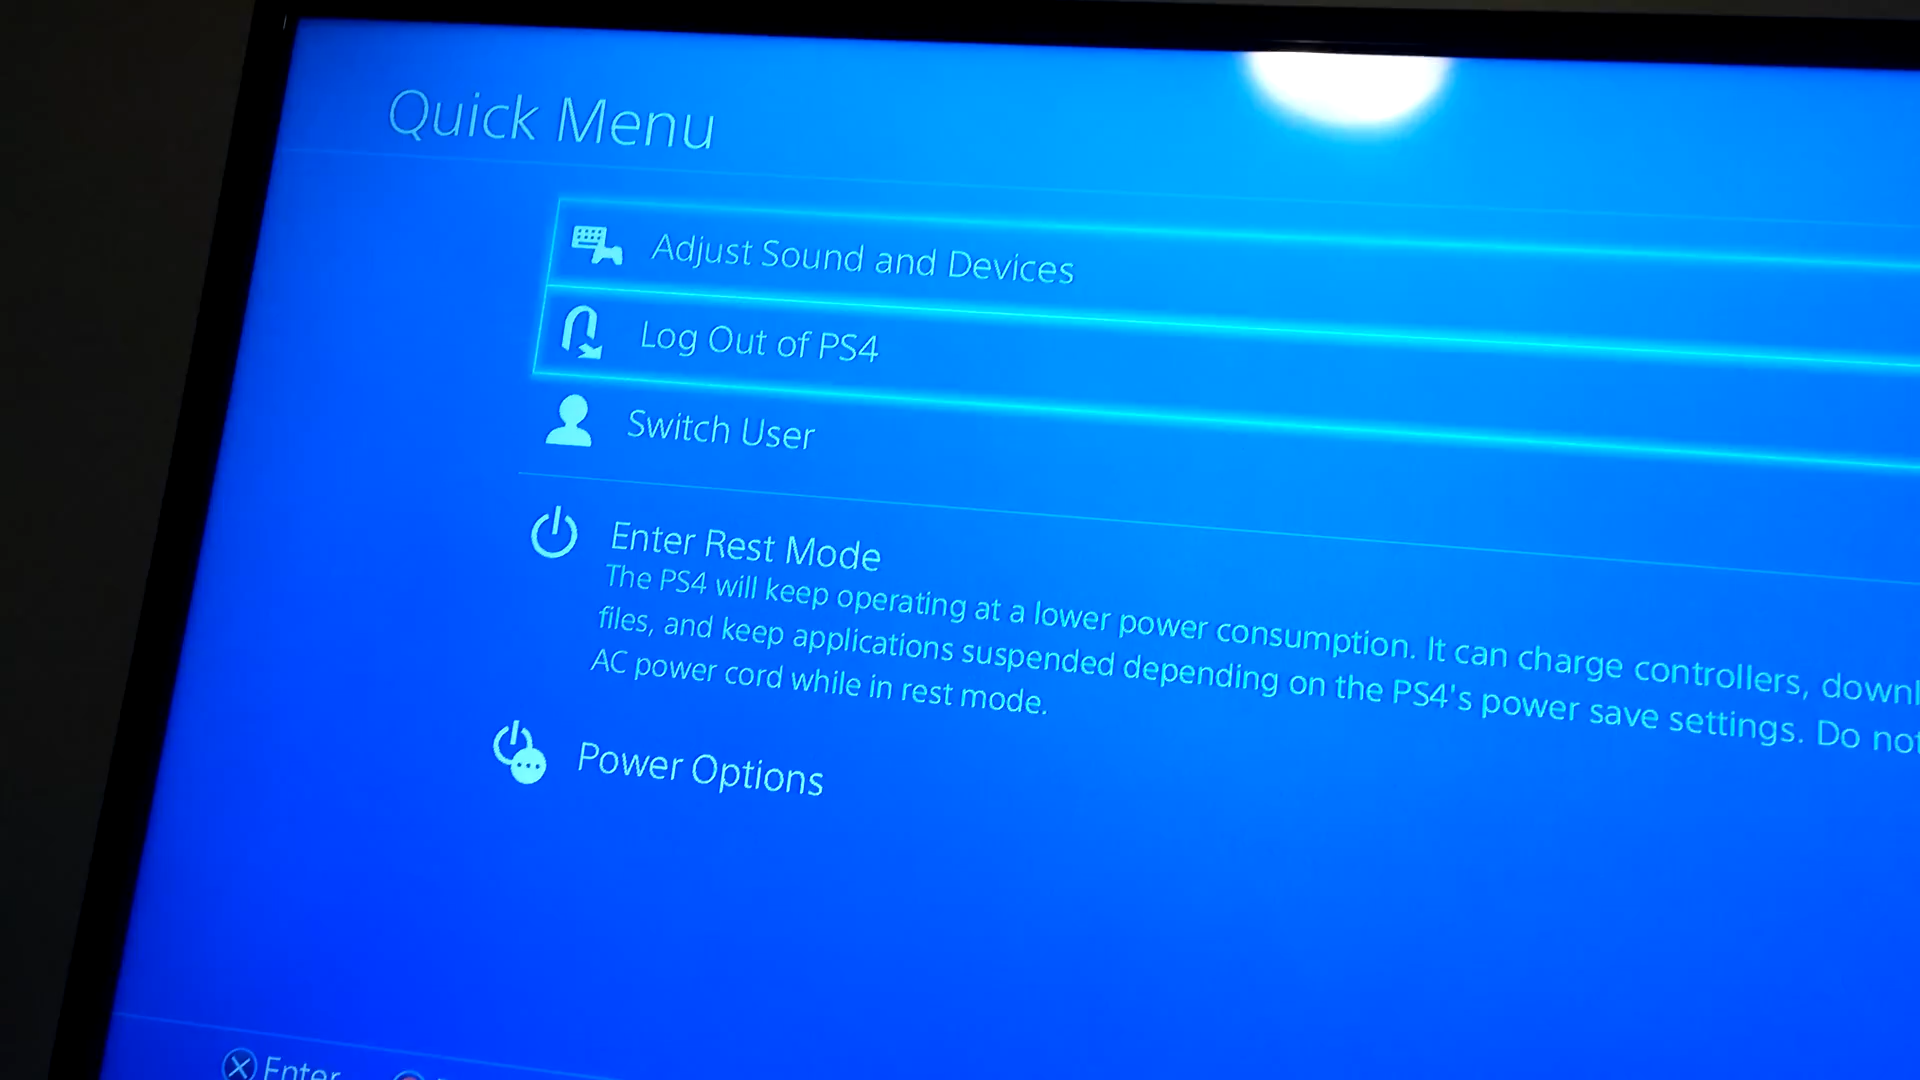 Quick Menu
Adjust Sound and Devices
Log Out of PS4
Switch User
Enter Rest Mode
The PS4 will keep operating at a lower power consumption. It can charge controllers, downl
files, and keep applications suspended depending on the PS4's power save settings. Do not
AC power cord while in rest mode.
Power Options
Enter